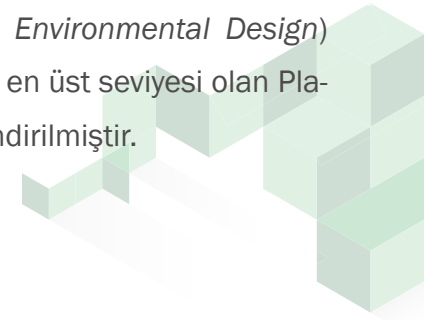 Environmental Design)
en üst seviyesi olan Pla-
ndirilmiştir.